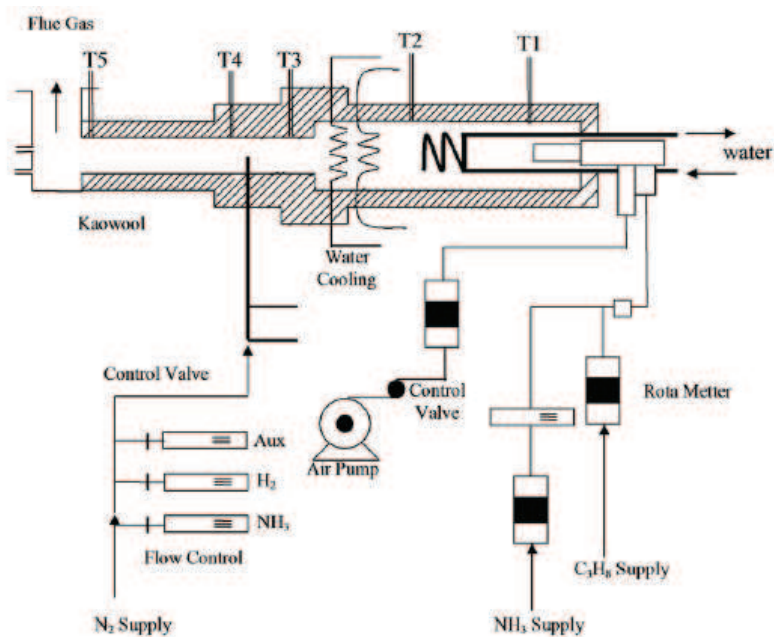 Flue Gas
T5
T4
T3
T2
T1
water
Kaowool
Water
Cooling
Control Valve
Control
Valve
Rota Metter
Aux
H₂
NH₃
Air Pump
Flow Control
C₃H₈ Supply
N₂ Supply
NH₃ Supply